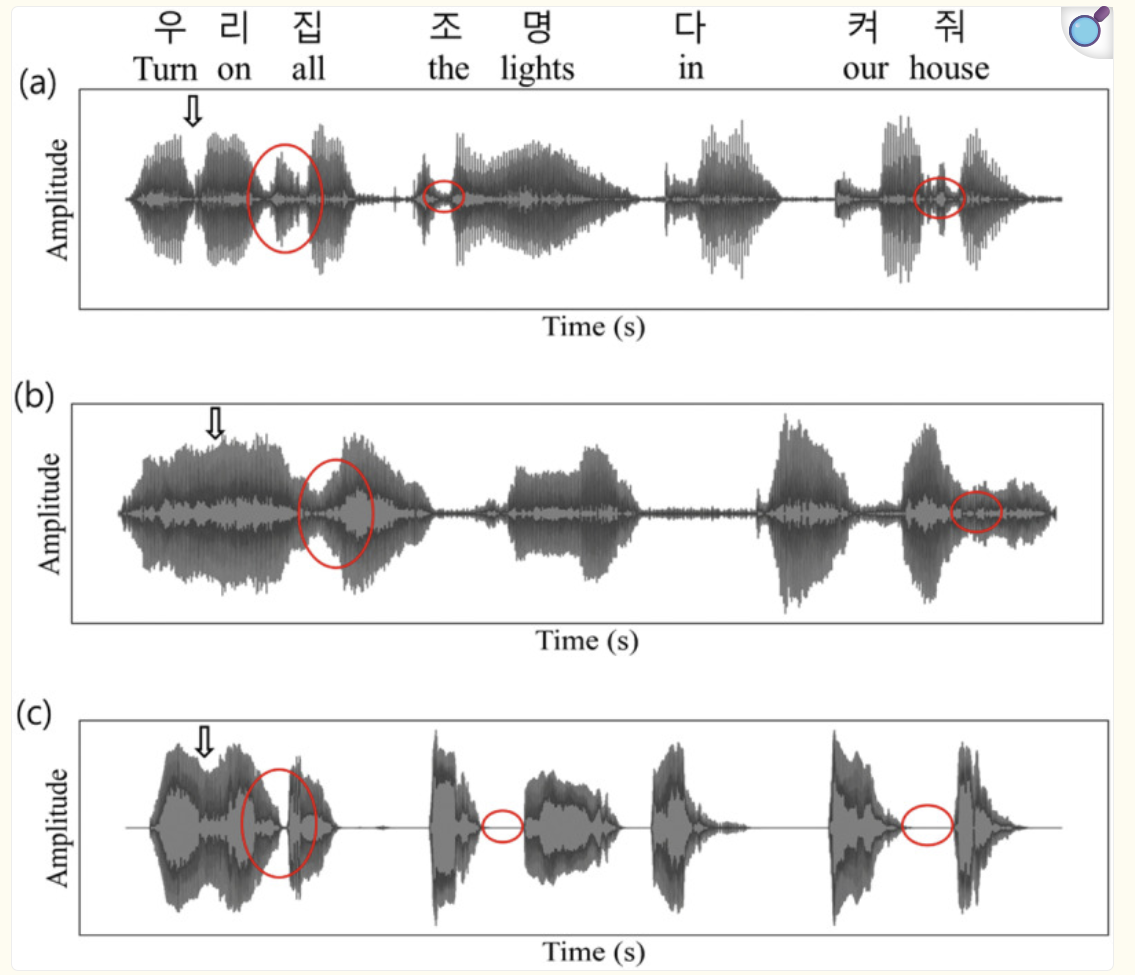 우 리 집 조 명 다 켜 줘
Turn on all the lights in our house
(a)
Amplitude
Time (s)
(b)
Amplitude
Time (s)
(c)
Amplitude
Time (s)